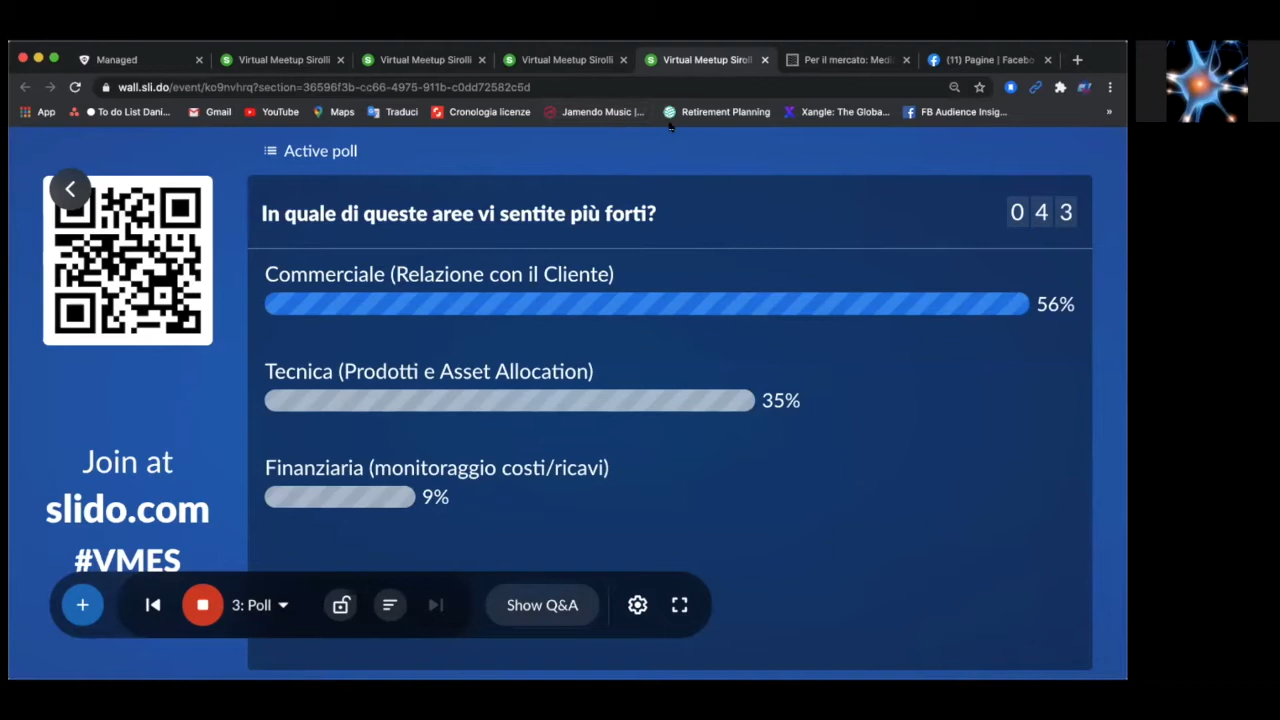 Managed
Virtual Meetup Sirolli
Virtual Meetup Sirolli
Virtual Meetup Sirolli
Virtual Meetup Sirolli
Per il mercato: Medi
(11) Pagine | Facebo
wall.sli.do/event/ko9nvhrq?section=36596f3b-cc66-4975-911b-c0dd72582c5d
App
To do List Dani...
Gmail
YouTube
Maps
Traduci
Cronologia licenze
Jamendo Music |...
Retirement Planning
Xangle: The Globa...
FB Audience Insig...
»
Active poll
In quale di queste aree vi sentite più forti?
043
Commerciale (Relazione con il Cliente)
56%
Tecnica (Prodotti e Asset Allocation)
35%
Finanziaria (monitoraggio costi/ricavi)
9%
Join at
slido.com
#VMES
3: Poll
Show Q&A